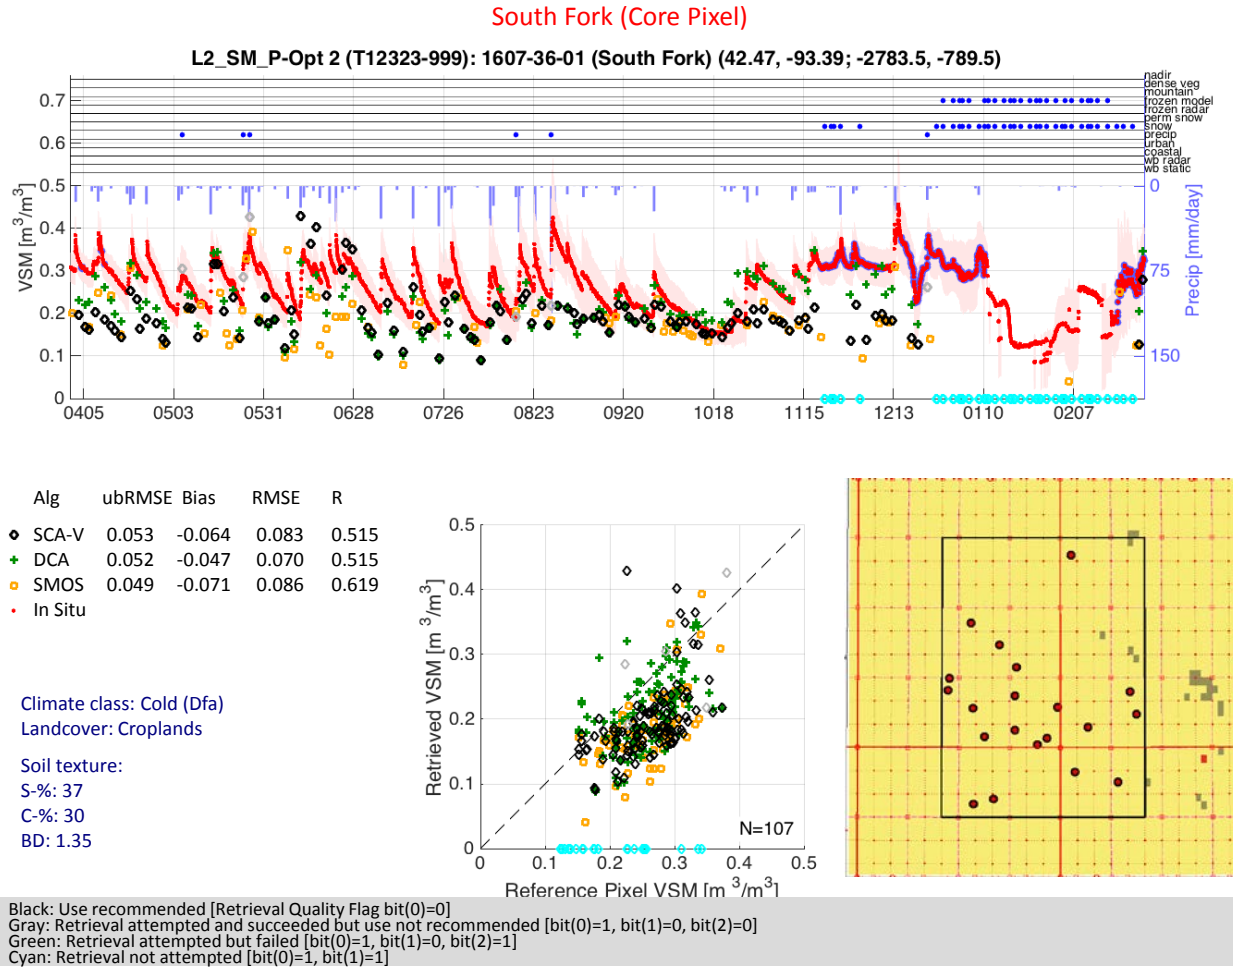 South Fork (Core Pixel)
L2_SM_P-Opt 2 (T12323-999): 1607-36-01 (South Fork) (42.47, -93.39; -2783.5, -789.5)
nadir
dense veg
mountain
frozen model
frozen radar
perm snow
snow
precip
urban
coastal
wb radar
wb static
0.7
0.6
0.5
0.4
0.3
0.2
0.1
0
VSM [m³/m³]
0
75
150
Precip [mm/day]
0405 0503 0531 0628 0726 0823 0920 1018 1115 1213 0110 0207
Alg ubRMSE Bias RMSE R
SCA-V 0.053 -0.064 0.083 0.515
DCA 0.052 -0.047 0.070 0.515
SMOS 0.049 -0.071 0.086 0.619
In Situ
Climate class: Cold (Dfa)
Landcover: Croplands
Soil texture:
S-%: 37
C-%: 30
BD: 1.35
0.5
0.4
0.3
0.2
0.1
0
Retrieved VSM [m³/m³]
N=107
0 0.1 0.2 0.3 0.4 0.5
Reference Pixel VSM [m³/m³]
Black: Use recommended [Retrieval Quality Flag bit(0)=0]
Gray: Retrieval attempted and succeeded but use not recommended [bit(0)=1, bit(1)=0, bit(2)=0]
Green: Retrieval attempted but failed [bit(0)=1, bit(1)=0, bit(2)=1]
Cyan: Retrieval not attempted [bit(0)=1, bit(1)=1]